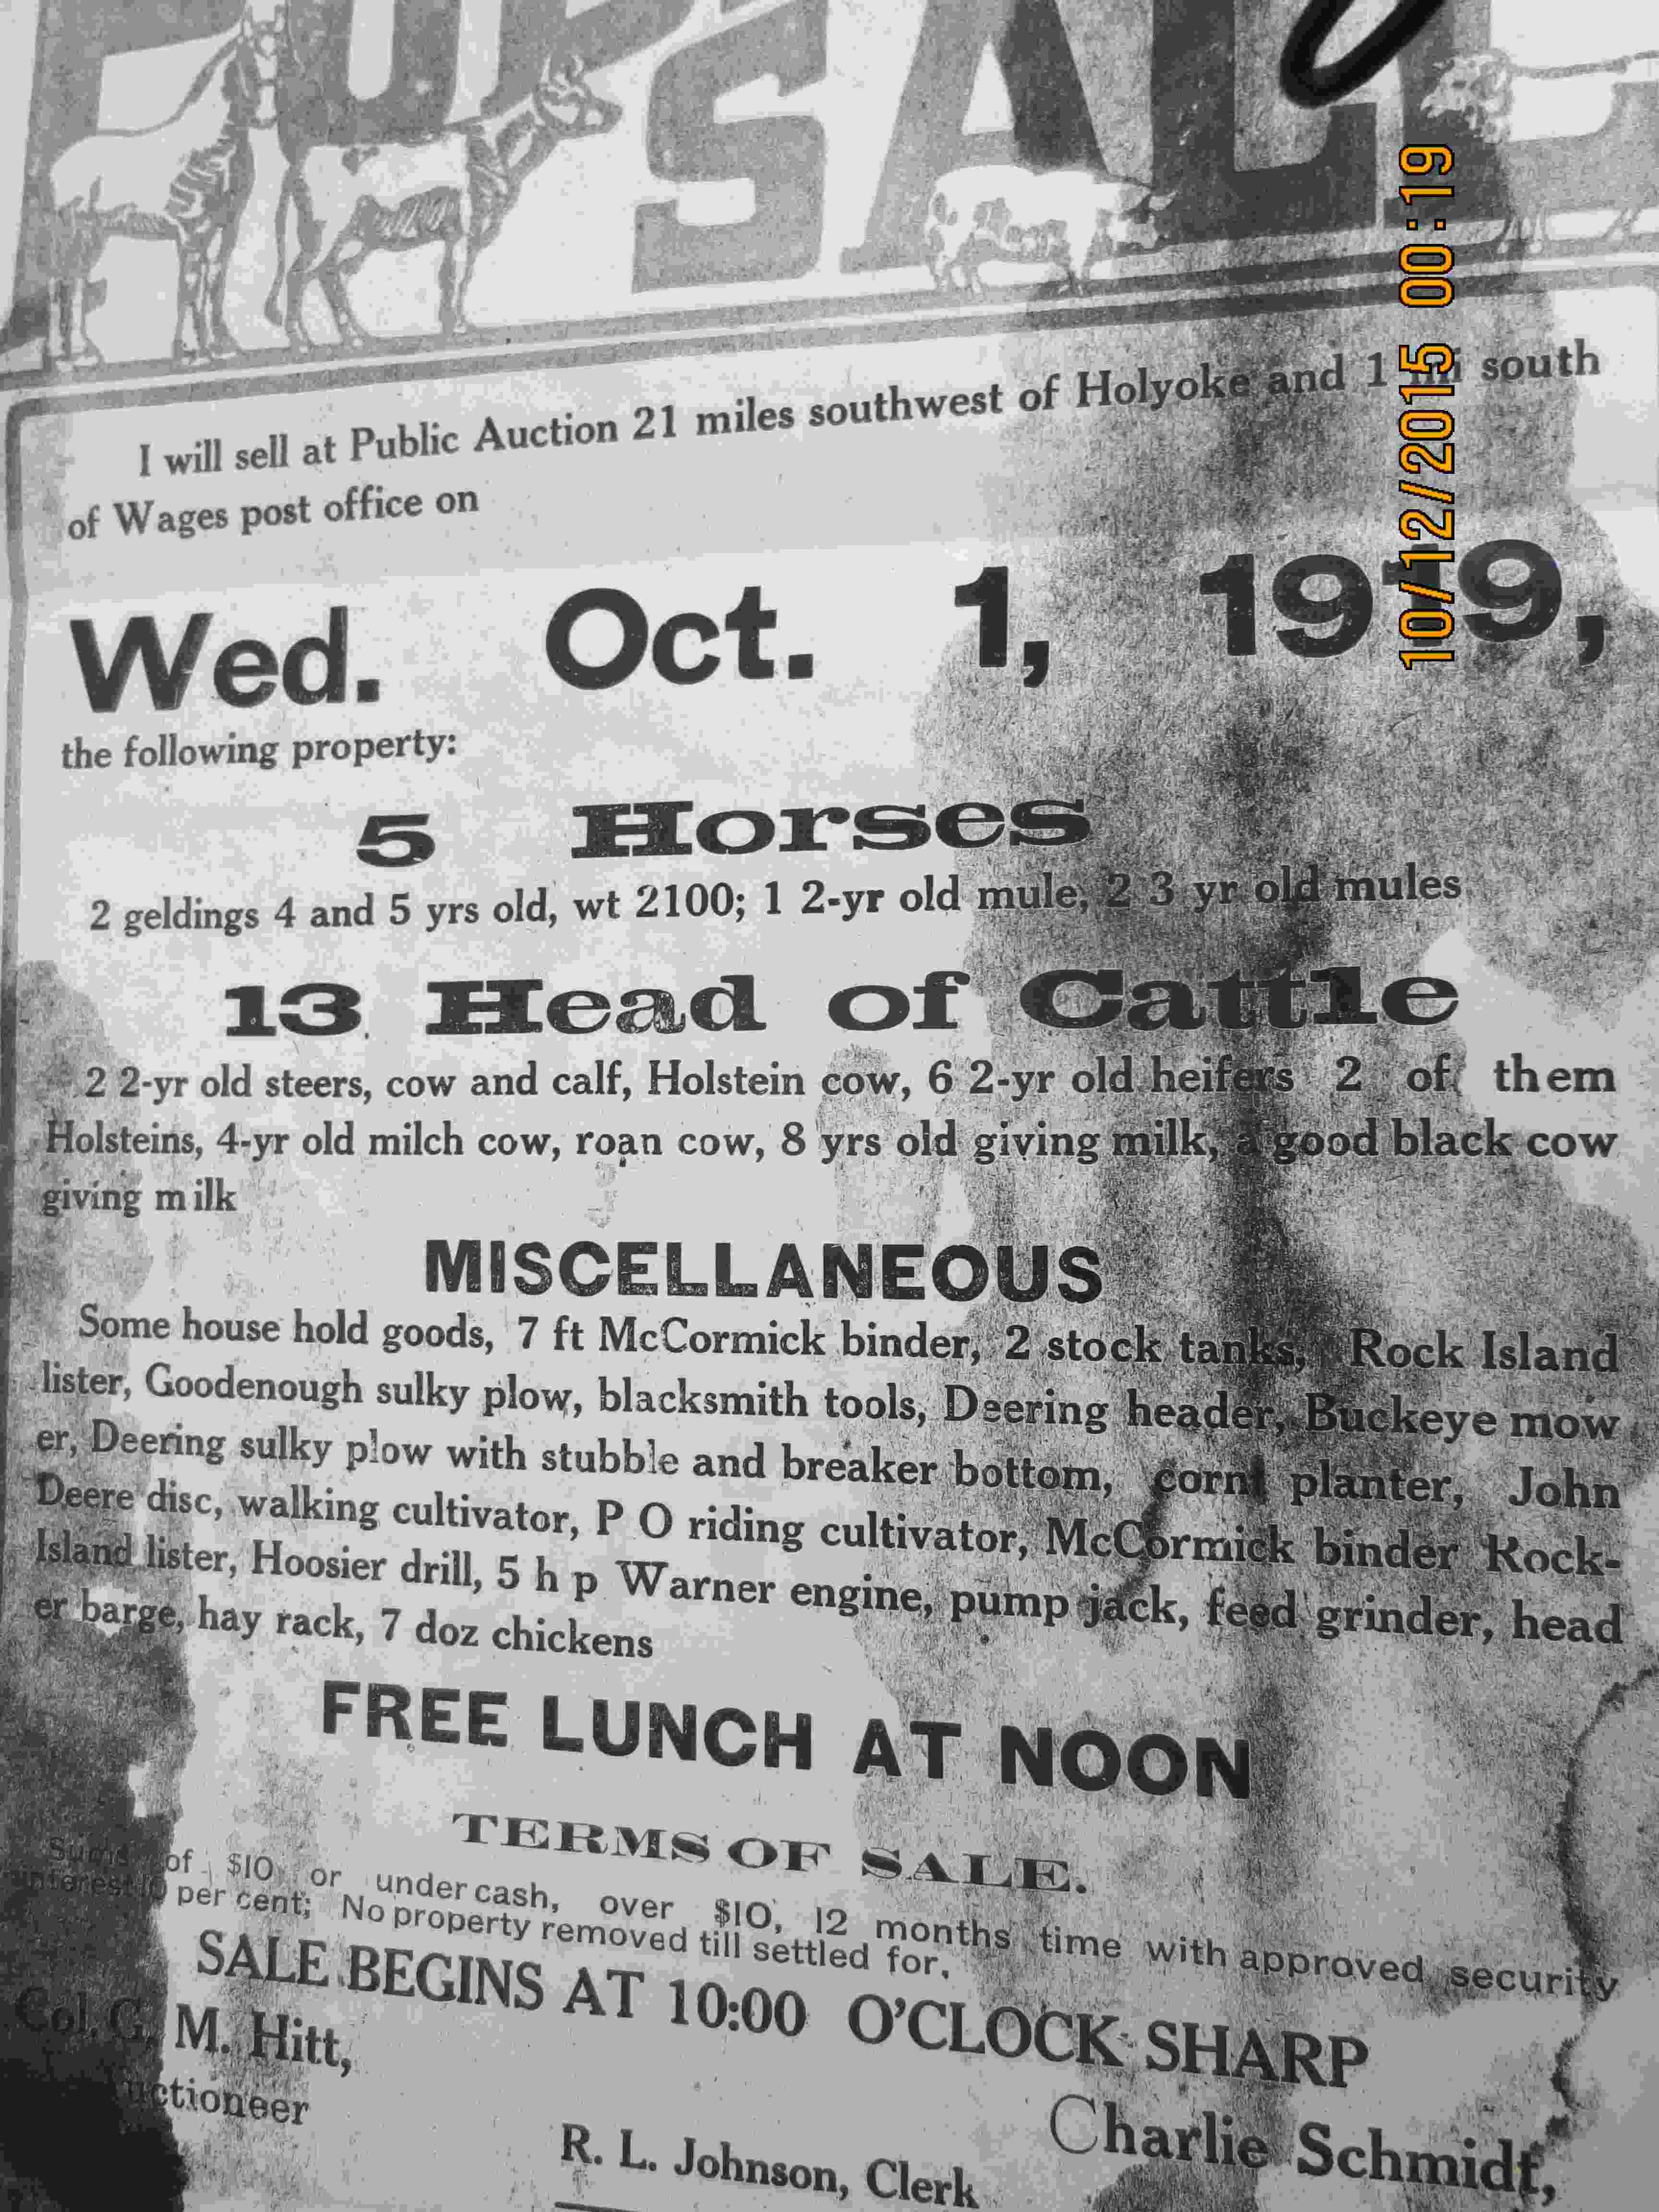 SALE
I will sell at Public Auction 21 miles southwest of Holyoke and 1 mi south
of Wages post office on
Wed. Oct. 1, 1919,
the following property:
5 Horses
2 geldings 4 and 5 yrs old, wt 2100; 1 2-yr old mule, 2 3 yr old mules
13 Head of Cattle
2 2-yr old steers, cow and calf, Holstein cow, 6 2-yr old heifers 2 of them
Holsteins, 4-yr old milch cow, roan cow, 8 yrs old giving milk, a good black cow
giving milk
MISCELLANEOUS
Some house hold goods, 7 ft McCormick binder, 2 stock tanks, Rock Island
lister, Goodenough sulky plow, blacksmith tools, Deering header, Buckeye mow
er, Deering sulky plow with stubble and breaker bottom, corn planter, John
Deere disc, walking cultivator, P O riding cultivator, McCormick binder Rock-
Island lister, Hoosier drill, 5 h p Warner engine, pump jack, feed grinder, head
er barge, hay rack, 7 doz chickens
FREE LUNCH AT NOON
TERMS OF SALE.
Sums of $10 or under cash, over $10, 12 months time with approved security
interest 10 per cent; No property removed till settled for.
SALE BEGINS AT 10:00 O'CLOCK SHARP
Col. G. M. Hitt,
Auctioneer
Charlie Schmidt,
R. L. Johnson, Clerk
10/12/2015 00:19